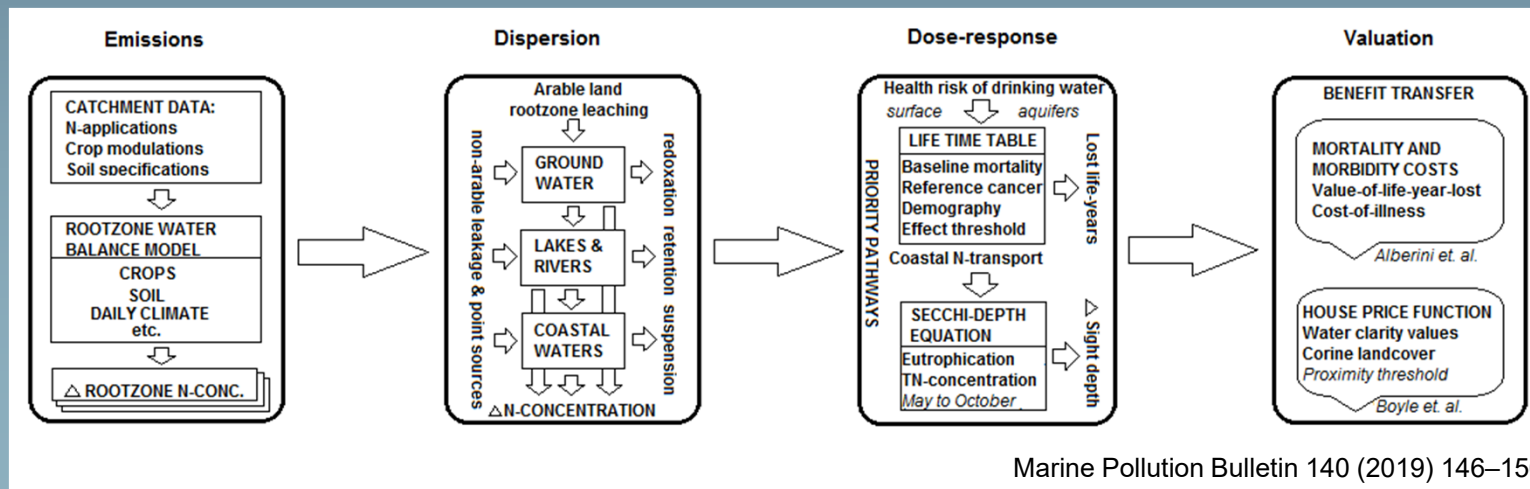 Emissions
CATCHMENT DATA:
N-applications
Crop modulations
Soil specifications
ROOTZONE WATER
BALANCE MODEL
CROPS
SOIL
DAILY CLIMATE
etc.
△ ROOTZONE N-CONC.
Dispersion
Arable land
rootzone leaching
non-arable leakage & point sources
GROUND
WATER
LAKES &
RIVERS
COASTAL
WATERS
redoxation retention suspension
△N-CONCENTRATION
Dose-response
Health risk of drinking water
surface aquifers
PRIORITY PATHWAYS
LIFE TIME TABLE
Baseline mortality
Reference cancer
Demography
Effect threshold
Lost life-years
Coastal N-transport
SECCHI-DEPTH
EQUATION
Eutrophication
TN-concentration
May to October
△ Sight depth
Valuation
BENEFIT TRANSFER
MORTALITY AND
MORBIDITY COSTS
Value-of-life-year-lost
Cost-of-illness
Alberini et. al.
HOUSE PRICE FUNCTION
Water clarity values
Corine landcover
Proximity threshold
Boyle et. al.
Marine Pollution Bulletin 140 (2019) 146–15